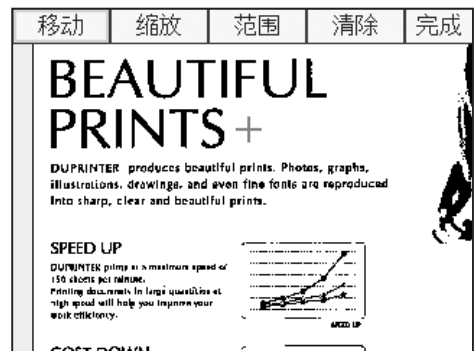 移动 缩放 范围 清除 完成
BEAUTIFUL
PRINTS+
DUPRINTER produces beautiful prints. Photos, graphs,
illustrations, drawings, and even fine fonts are reproduced
into sharp, clear and beautiful prints.
SPEED UP
DUPRINTER prints at a maximum speed of
150 sheets per minute.
Printing documents in large quantities at
high speed will help you improve your
work efficiency.
SPEED UP
COST DOWN